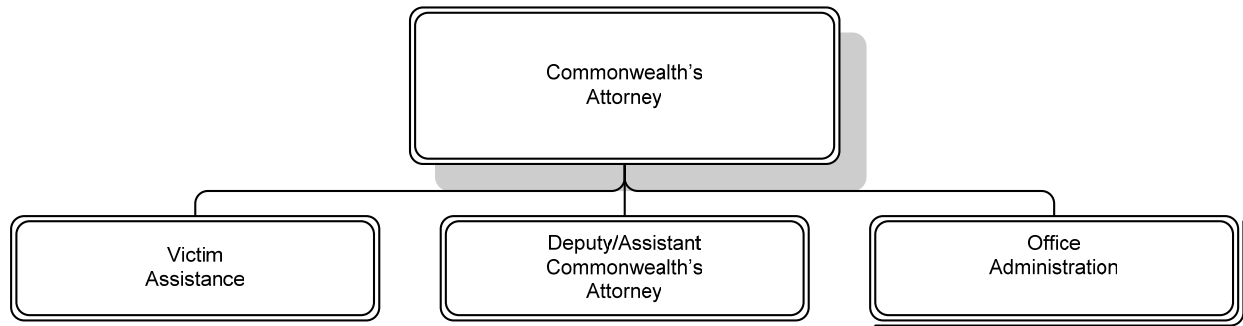 Commonwealth's
Attorney
Victim
Assistance
Deputy/Assistant
Commonwealth's
Attorney
Office
Administration